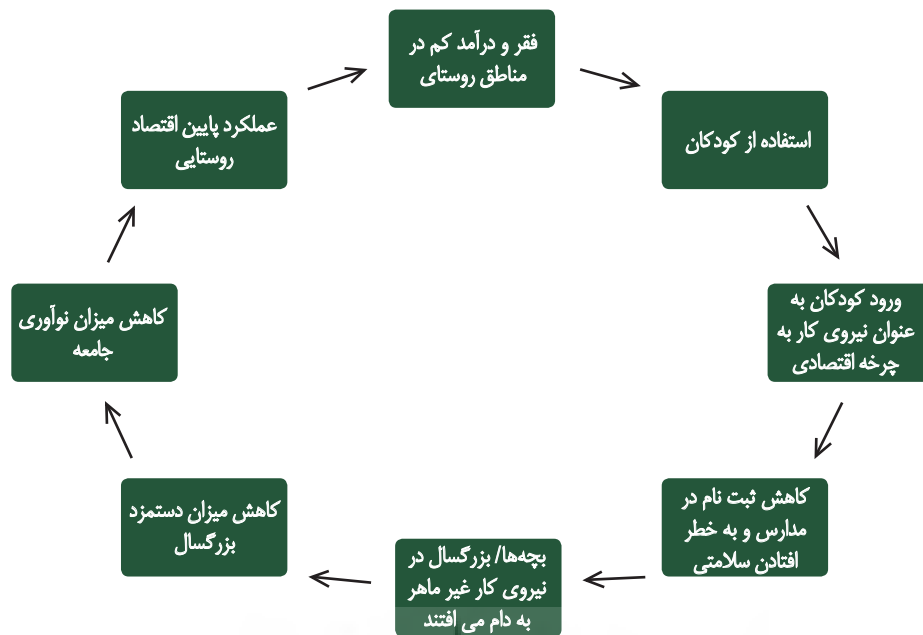 فقر و درآمد کم در
مناطق روستای
استفاده از کودکان
ورود کودکان به
عنوان نیروی کار به
چرخه اقتصادی
کاهش ثبت نام در
مدارس و به خطر
افتادن سلامتی
بچه‌ها/ بزرگسال در
نیروی کار غیر ماهر
به دام می افتند
کاهش میزان دستمزد
بزرگسال
کاهش میزان نوآوری
جامعه
عملکرد پایین اقتصاد
روستایی